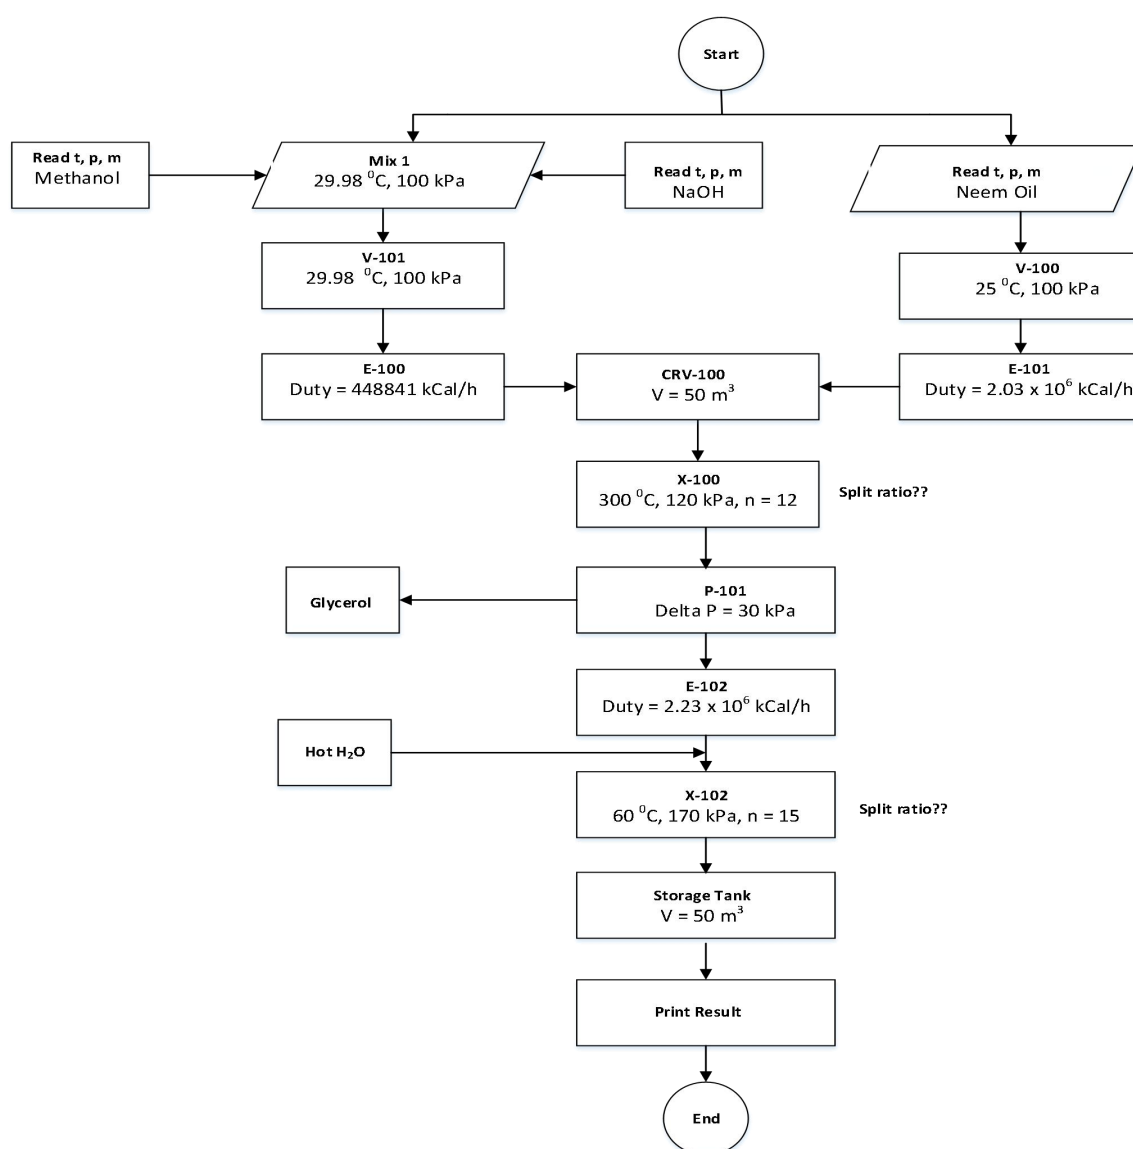 Start
Read t, p, m
Methanol
Mix 1
29.98 ⁰C, 100 kPa
Read t, p, m
NaOH
Read t, p, m
Neem Oil
V-101
29.98 ⁰C, 100 kPa
V-100
25 ⁰C, 100 kPa
E-100
Duty = 448841 kCal/h
CRV-100
V = 50 m³
E-101
Duty = 2.03 x 10⁶ kCal/h
X-100
300 ⁰C, 120 kPa, n = 12
Split ratio??
Glycerol
P-101
Delta P = 30 kPa
E-102
Duty = 2.23 x 10⁶ kCal/h
Hot H₂O
X-102
60 ⁰C, 170 kPa, n = 15
Split ratio??
Storage Tank
V = 50 m³
Print Result
End